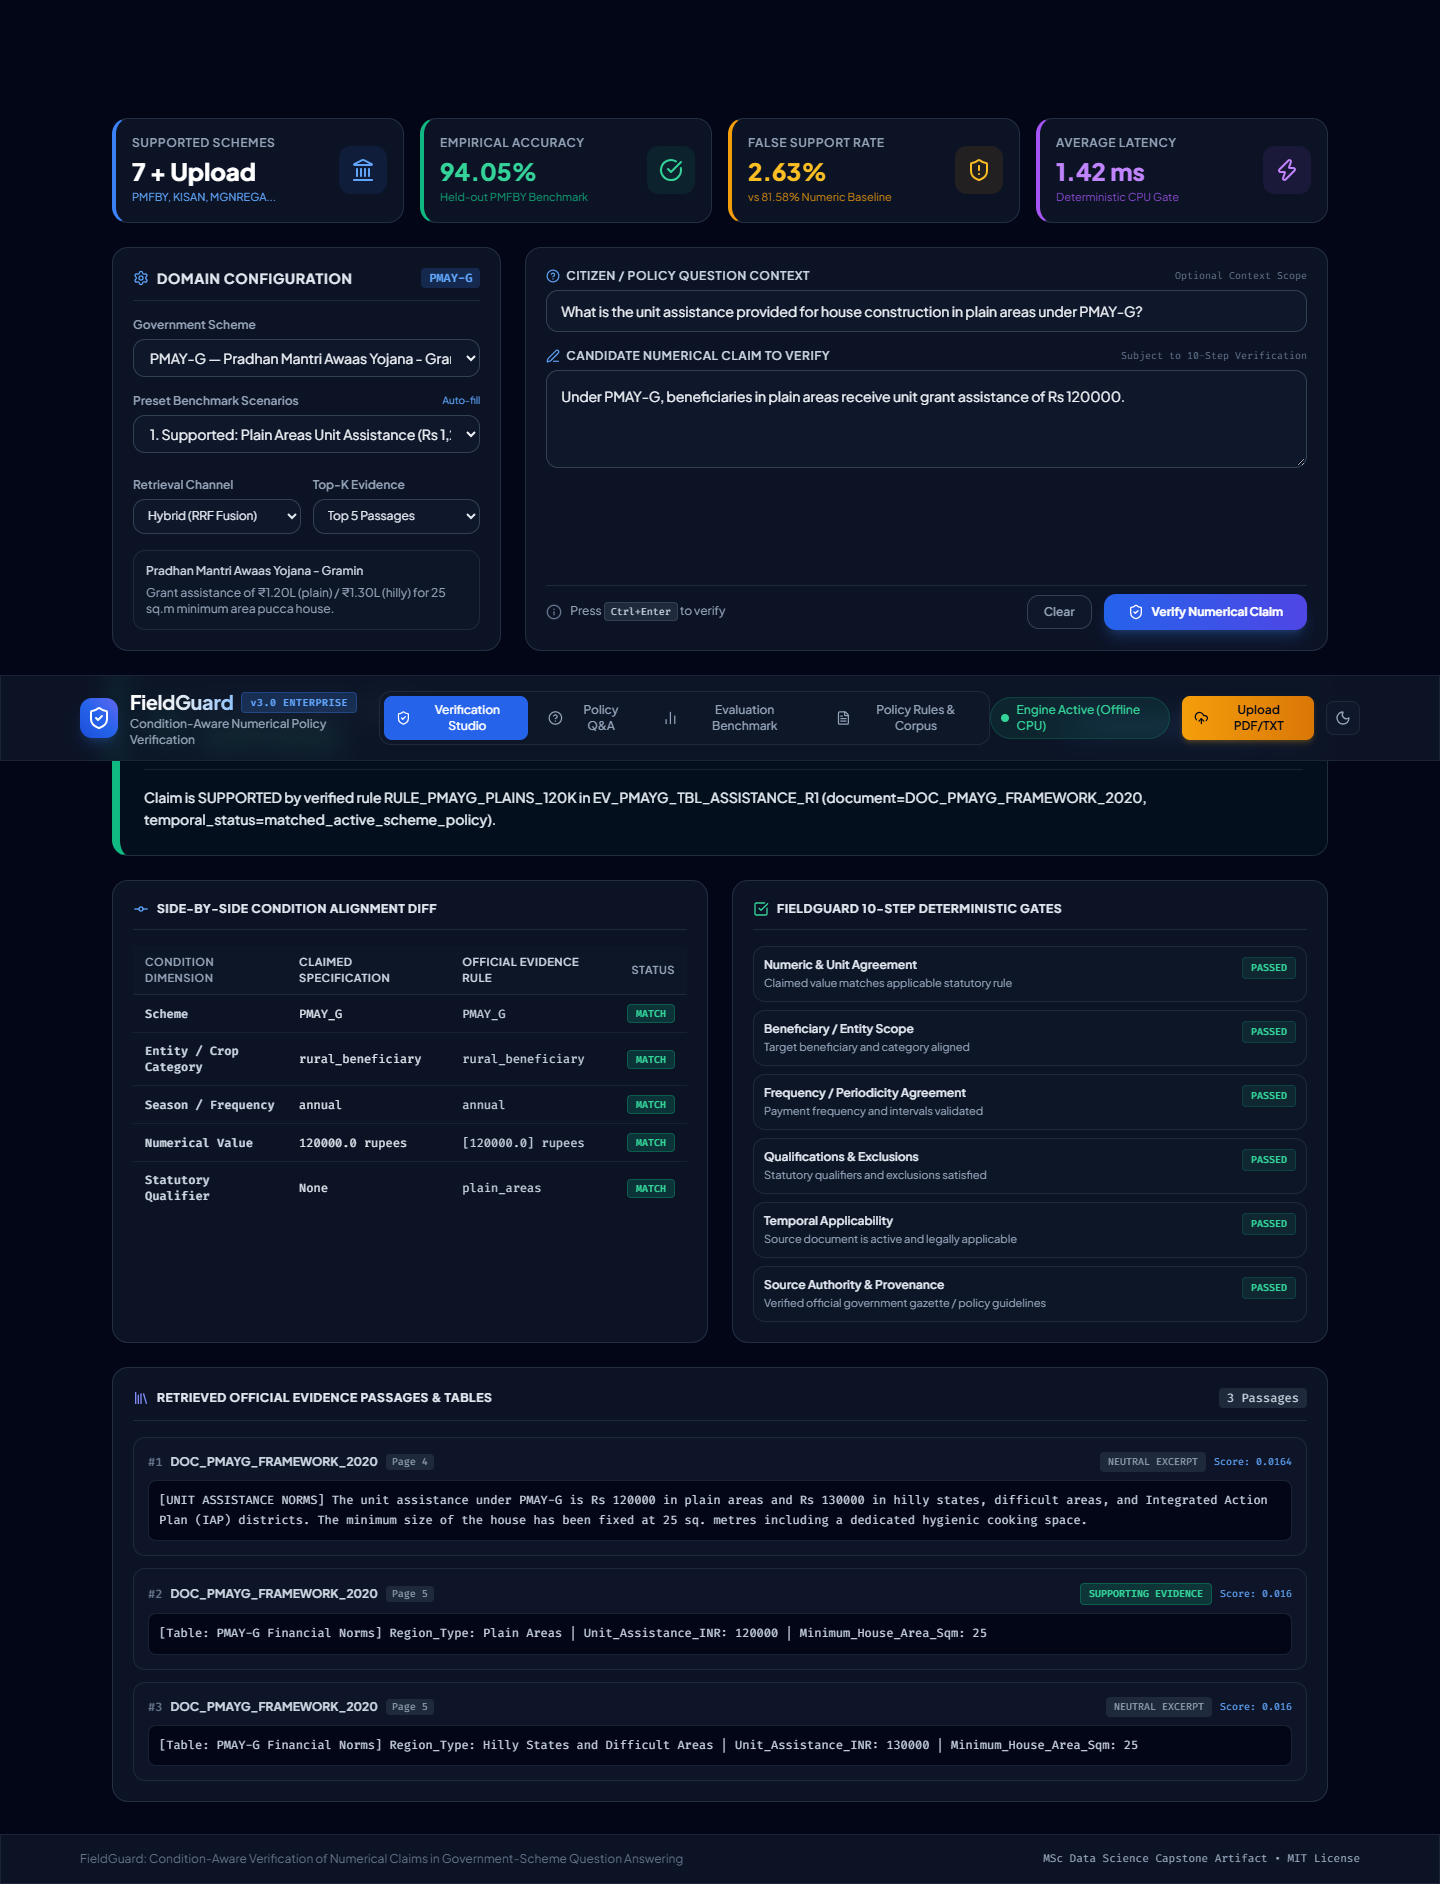 SUPPORTED SCHEMES
7 + Upload
PMFBY, KISAN, MGNREGA...
EMPIRICAL ACCURACY
94.05%
Held-out PMFBY Benchmark
FALSE SUPPORT RATE
2.63%
vs 81.58% Numeric Baseline
AVERAGE LATENCY
1.42 ms
Deterministic CPU Gate
DOMAIN CONFIGURATION
PMAY-G
Government Scheme
PMAY-G — Pradhan Mantri Awaas Yojana - Gran
Preset Benchmark Scenarios
Auto-fill
1. Supported: Plain Areas Unit Assistance (Rs 1,2
Retrieval Channel
Top-K Evidence
Hybrid (RRF Fusion)
Top 5 Passages
Pradhan Mantri Awaas Yojana - Gramin
Grant assistance of ₹1.20L (plain) / ₹1.30L (hilly) for 25
sq.m minimum area pucca house.
CITIZEN / POLICY QUESTION CONTEXT
Optional Context Scope
What is the unit assistance provided for house construction in plain areas under PMAY-G?
CANDIDATE NUMERICAL CLAIM TO VERIFY
Subject to 10-Step Verification
Under PMAY-G, beneficiaries in plain areas receive unit grant assistance of Rs 120000.
Press Ctrl+Enter to verify
Clear
Verify Numerical Claim
FieldGuard
v3.0 ENTERPRISE
Condition-Aware Numerical Policy
Verification
Verification
Studio
Policy
Q&A
Evaluation
Benchmark
Policy Rules &
Corpus
Engine Active (Offline
CPU)
Upload
PDF/TXT
Claim is SUPPORTED by verified rule RULE_PMAYG_PLAINS_120K in EV_PMAYG_TBL_ASSISTANCE_R1 (document=DOC_PMAYG_FRAMEWORK_2020,
temporal_status=matched_active_scheme_policy).
SIDE-BY-SIDE CONDITION ALIGNMENT DIFF
CONDITION
DIMENSION
CLAIMED
SPECIFICATION
OFFICIAL EVIDENCE
RULE
STATUS
Scheme
PMAY_G
PMAY_G
MATCH
Entity / Crop
Category
rural_beneficiary
rural_beneficiary
MATCH
Season / Frequency
annual
annual
MATCH
Numerical Value
120000.0 rupees
[120000.0] rupees
MATCH
Statutory
Qualifier
None
plain_areas
MATCH
FIELDGUARD 10-STEP DETERMINISTIC GATES
Numeric & Unit Agreement
Claimed value matches applicable statutory rule
PASSED
Beneficiary / Entity Scope
Target beneficiary and category aligned
PASSED
Frequency / Periodicity Agreement
Payment frequency and intervals validated
PASSED
Qualifications & Exclusions
Statutory qualifiers and exclusions satisfied
PASSED
Temporal Applicability
Source document is active and legally applicable
PASSED
Source Authority & Provenance
Verified official government gazette / policy guidelines
PASSED
RETRIEVED OFFICIAL EVIDENCE PASSAGES & TABLES
3 Passages
#1 DOC_PMAYG_FRAMEWORK_2020 Page 4
NEUTRAL EXCERPT Score: 0.0164
[UNIT ASSISTANCE NORMS] The unit assistance under PMAY-G is Rs 120000 in plain areas and Rs 130000 in hilly states, difficult areas, and Integrated Action
Plan (IAP) districts. The minimum size of the house has been fixed at 25 sq. metres including a dedicated hygienic cooking space.
#2 DOC_PMAYG_FRAMEWORK_2020 Page 5
SUPPORTING EVIDENCE Score: 0.016
[Table: PMAY-G Financial Norms] Region_Type: Plain Areas | Unit_Assistance_INR: 120000 | Minimum_House_Area_Sqm: 25
#3 DOC_PMAYG_FRAMEWORK_2020 Page 5
NEUTRAL EXCERPT Score: 0.016
[Table: PMAY-G Financial Norms] Region_Type: Hilly States and Difficult Areas | Unit_Assistance_INR: 130000 | Minimum_House_Area_Sqm: 25
FieldGuard: Condition-Aware Verification of Numerical Claims in Government-Scheme Question Answering
MSc Data Science Capstone Artifact • MIT License